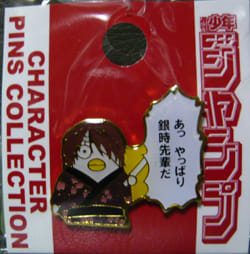 CHARACTER
PINS COLLECTION
あっ やっぱり
銀時先輩だ
週刊少年
ジャンプ